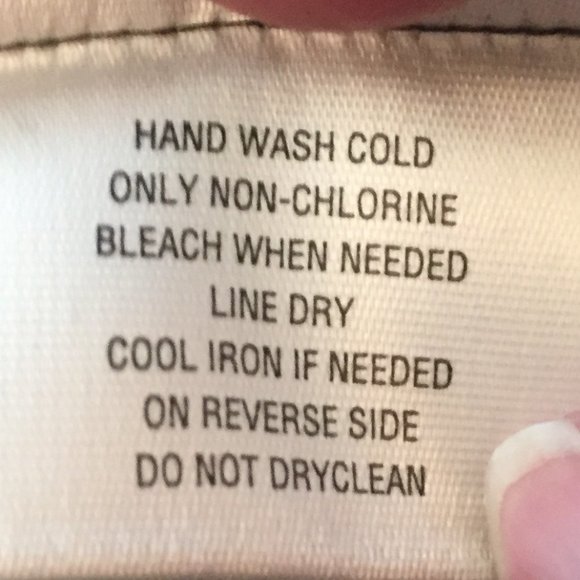 HAND WASH COLD
ONLY NON-CHLORINE
BLEACH WHEN NEEDED
LINE DRY
COOL IRON IF NEEDED
ON REVERSE SIDE
DO NOT DRYCLEAN